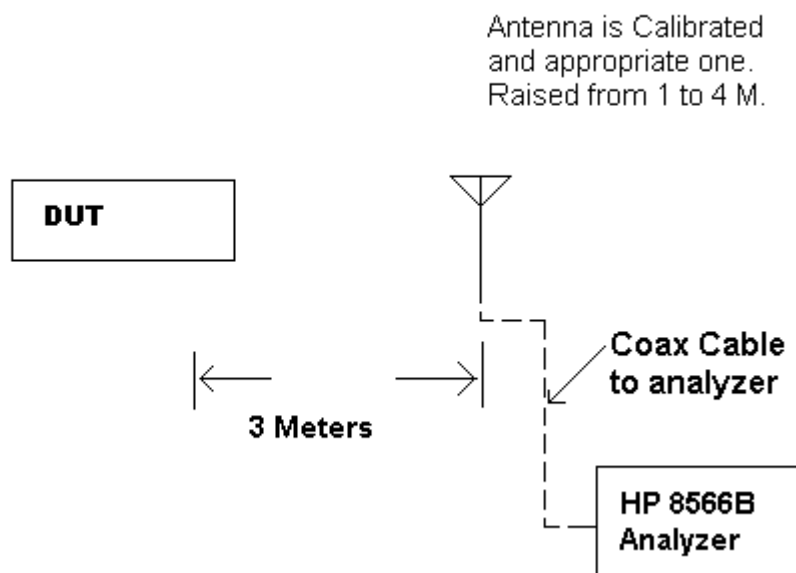 Antenna is Calibrated
and appropriate one.
Raised from 1 to 4 M.
DUT
Coax Cable
to analyzer
3 Meters
HP 8566B
Analyzer